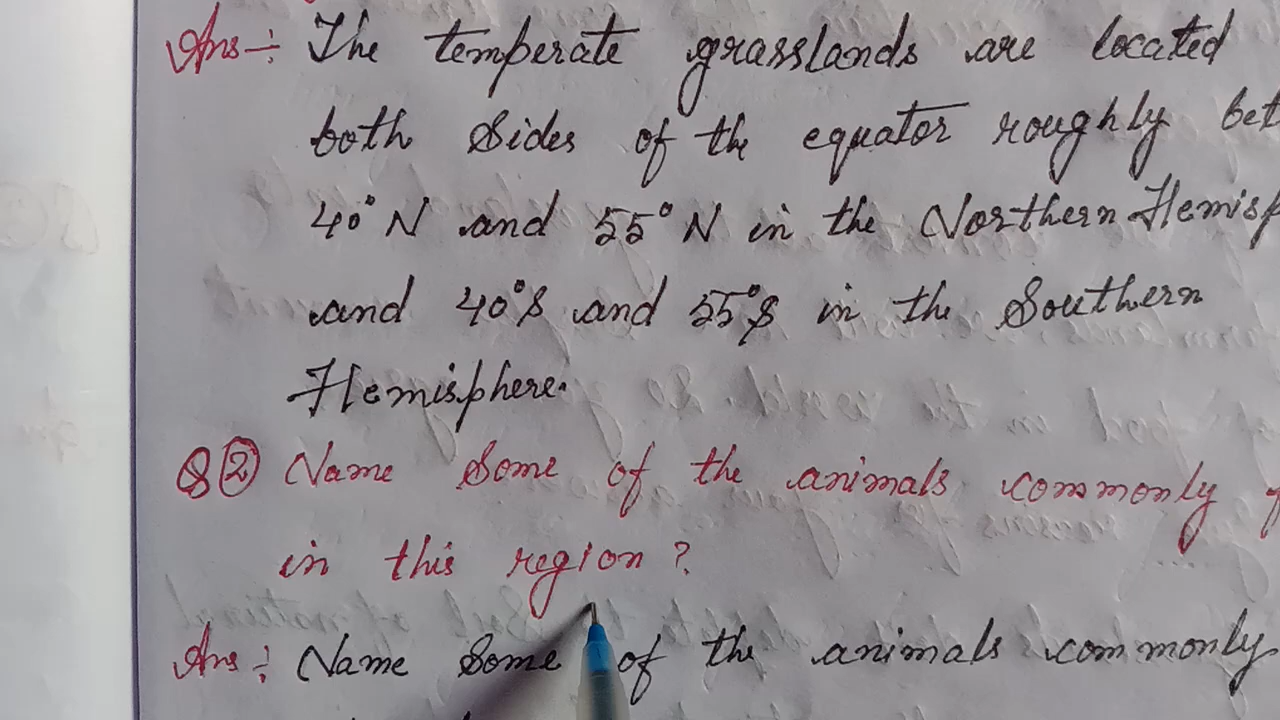 Ans:- The temperate grasslands are located
both sides of the equator roughly bet
40° N and 55° N in the Northern Hemisp
and 40°S and 55°S in the Southern
Hemisphere.
Q② Name Some of the animals commonly f
in this region?
Ans:- Name Some of the animals commonly